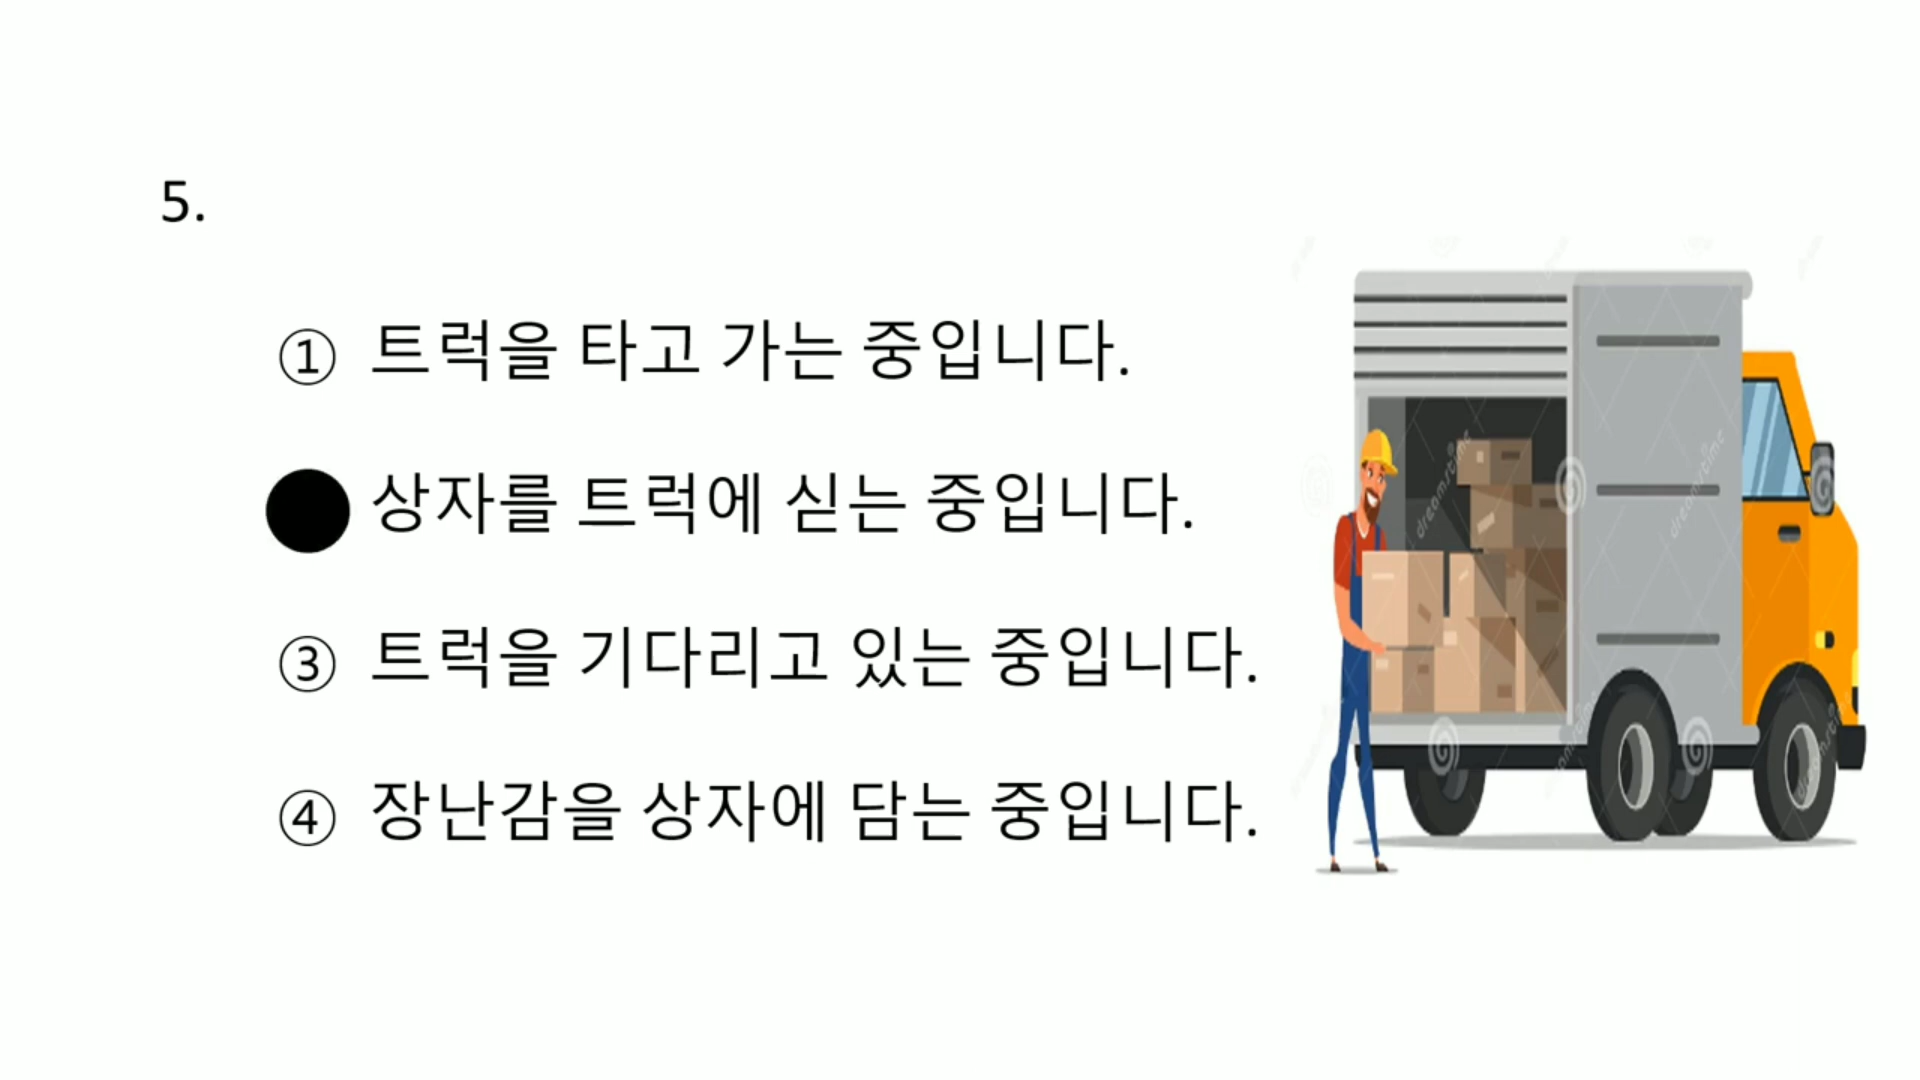 5.
① 트럭을 타고 가는 중입니다.
● 상자를 트럭에 싣는 중입니다.
③ 트럭을 기다리고 있는 중입니다.
④ 장난감을 상자에 담는 중입니다.
dreamstime
dreamstime